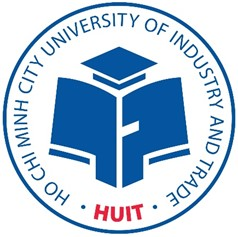 HO CHI MINH CITY UNIVERSITY OF INDUSTRY AND TRADE
• HUIT •